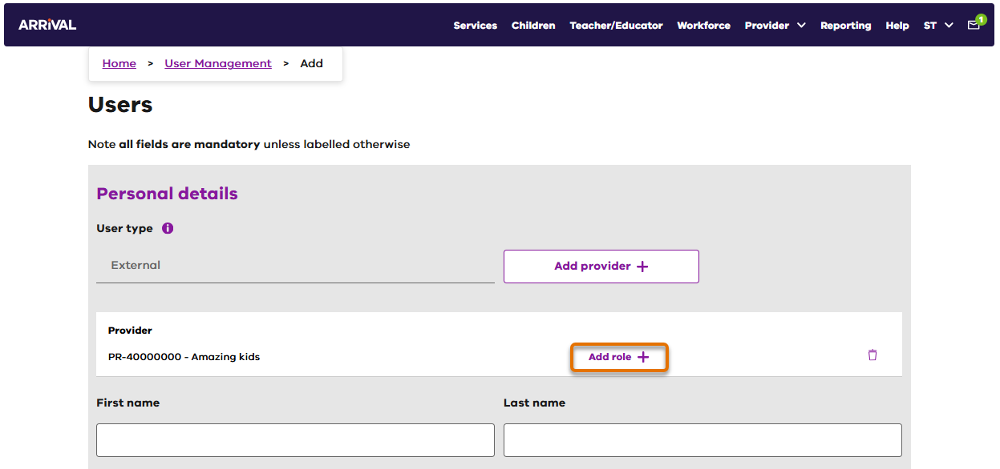 ARRiVAL Services Children Teacher/Educator Workforce Provider Reporting Help ST 1
Home > User Management > Add
Users
Note all fields are mandatory unless labelled otherwise
Personal details
User type i
External Add provider +
Provider
PR-40000000 - Amazing kids Add role +
First name Last name